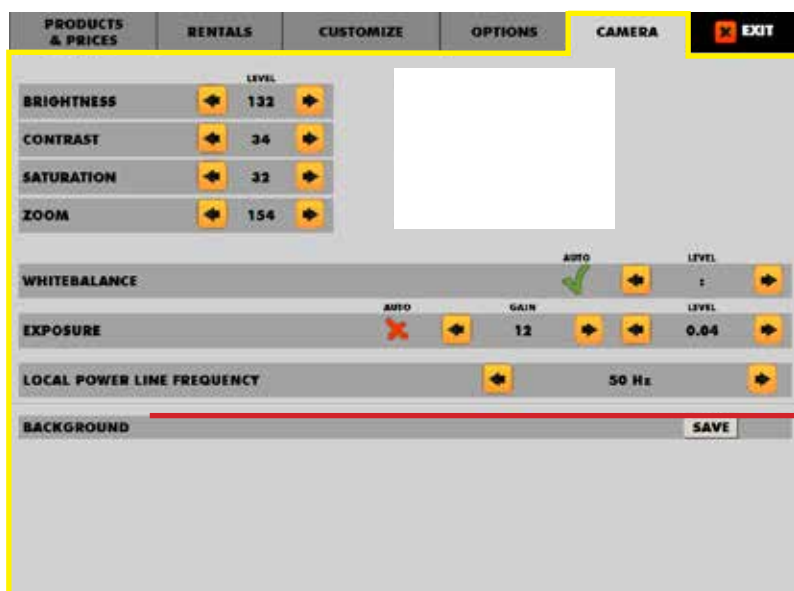 PRODUCTS
& PRICES
RENTALS
CUSTOMIZE
OPTIONS
CAMERA
EXIT
LEVEL
BRIGHTNESS 132
CONTRAST 34
SATURATION 32
ZOOM 154
AUTO LEVEL
WHITEBALANCE :
AUTO GAIN LEVEL
EXPOSURE 12 0.04
LOCAL POWER LINE FREQUENCY 50 Hz
BACKGROUND SAVE